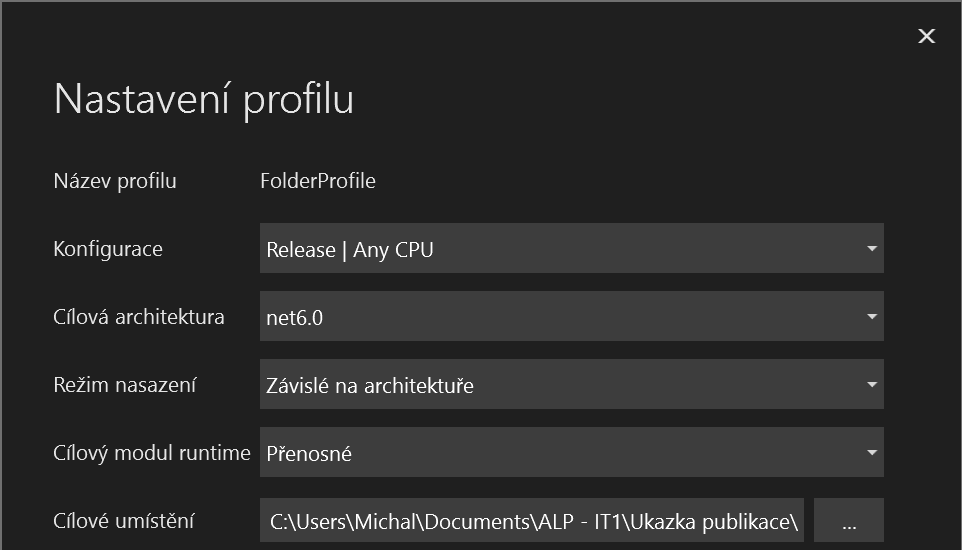 Nastavení profilu
Název profilu FolderProfile
Konfigurace Release | Any CPU
Cílová architektura net6.0
Režim nasazení Závislé na architektuře
Cílový modul runtime Přenosné
Cílové umístění C:\Users\Michal\Documents\ALP - IT1\Ukazka publikace\ ...